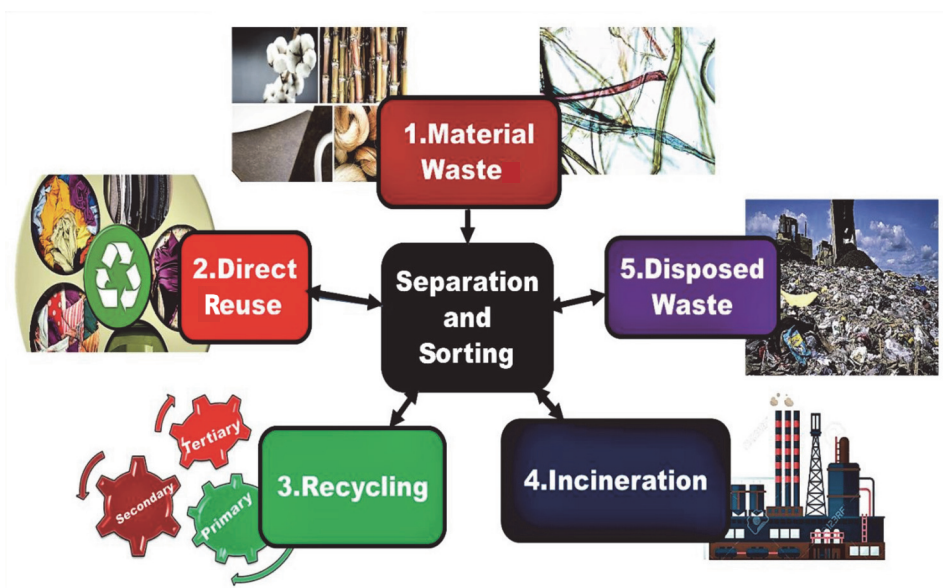 1.Material
Waste
2.Direct
Reuse
Separation
and
Sorting
5.Disposed
Waste
Tertiary
Secondary
Primary
3.Recycling
4.Incineration
123RF